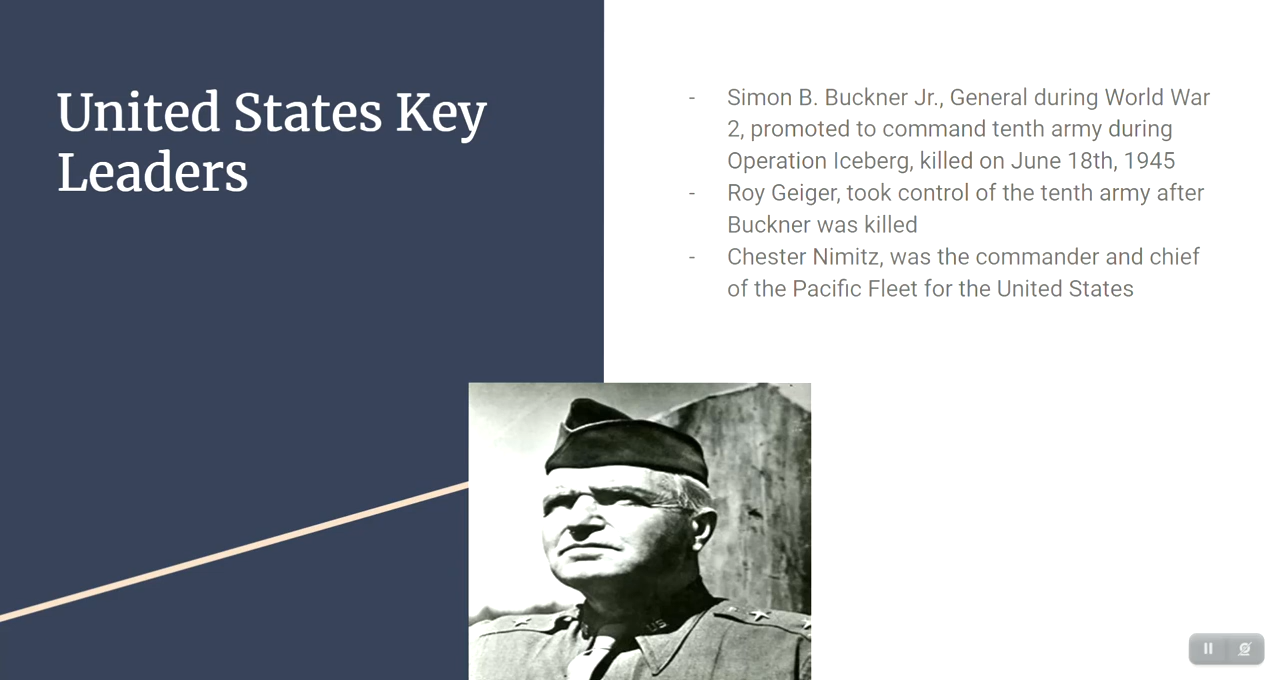 United States Key
Leaders
- Simon B. Buckner Jr., General during World War
2, promoted to command tenth army during
Operation Iceberg, killed on June 18th, 1945
- Roy Geiger, took control of the tenth army after
Buckner was killed
- Chester Nimitz, was the commander and chief
of the Pacific Fleet for the United States